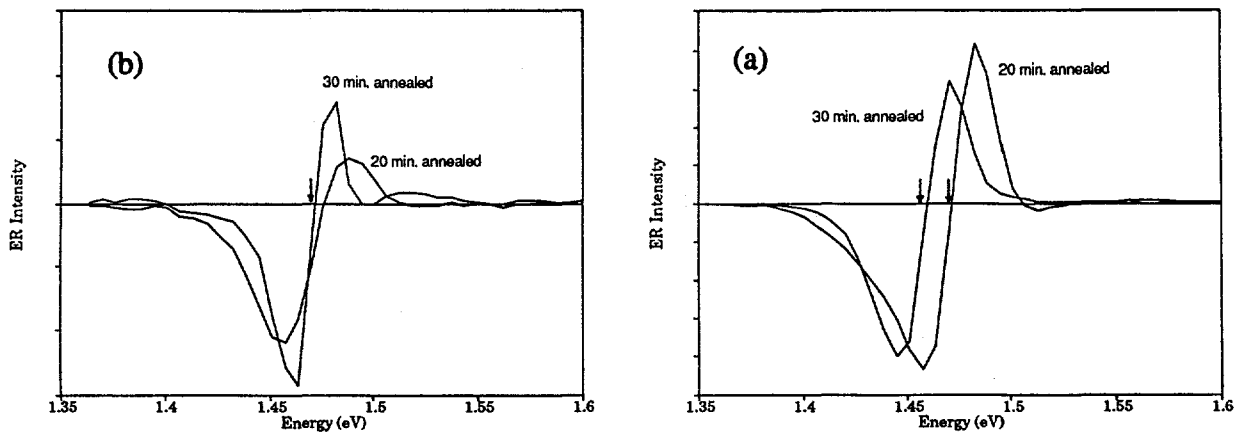 (b)
30 min. annealed
20 min. annealed
ER Intensity
1.35 1.4 1.45 1.5 1.55 1.6
Energy (eV)
(a)
20 min. annealed
30 min. annealed
ER Intensity
1.35 1.4 1.45 1.5 1.55 1.6
Energy (eV)